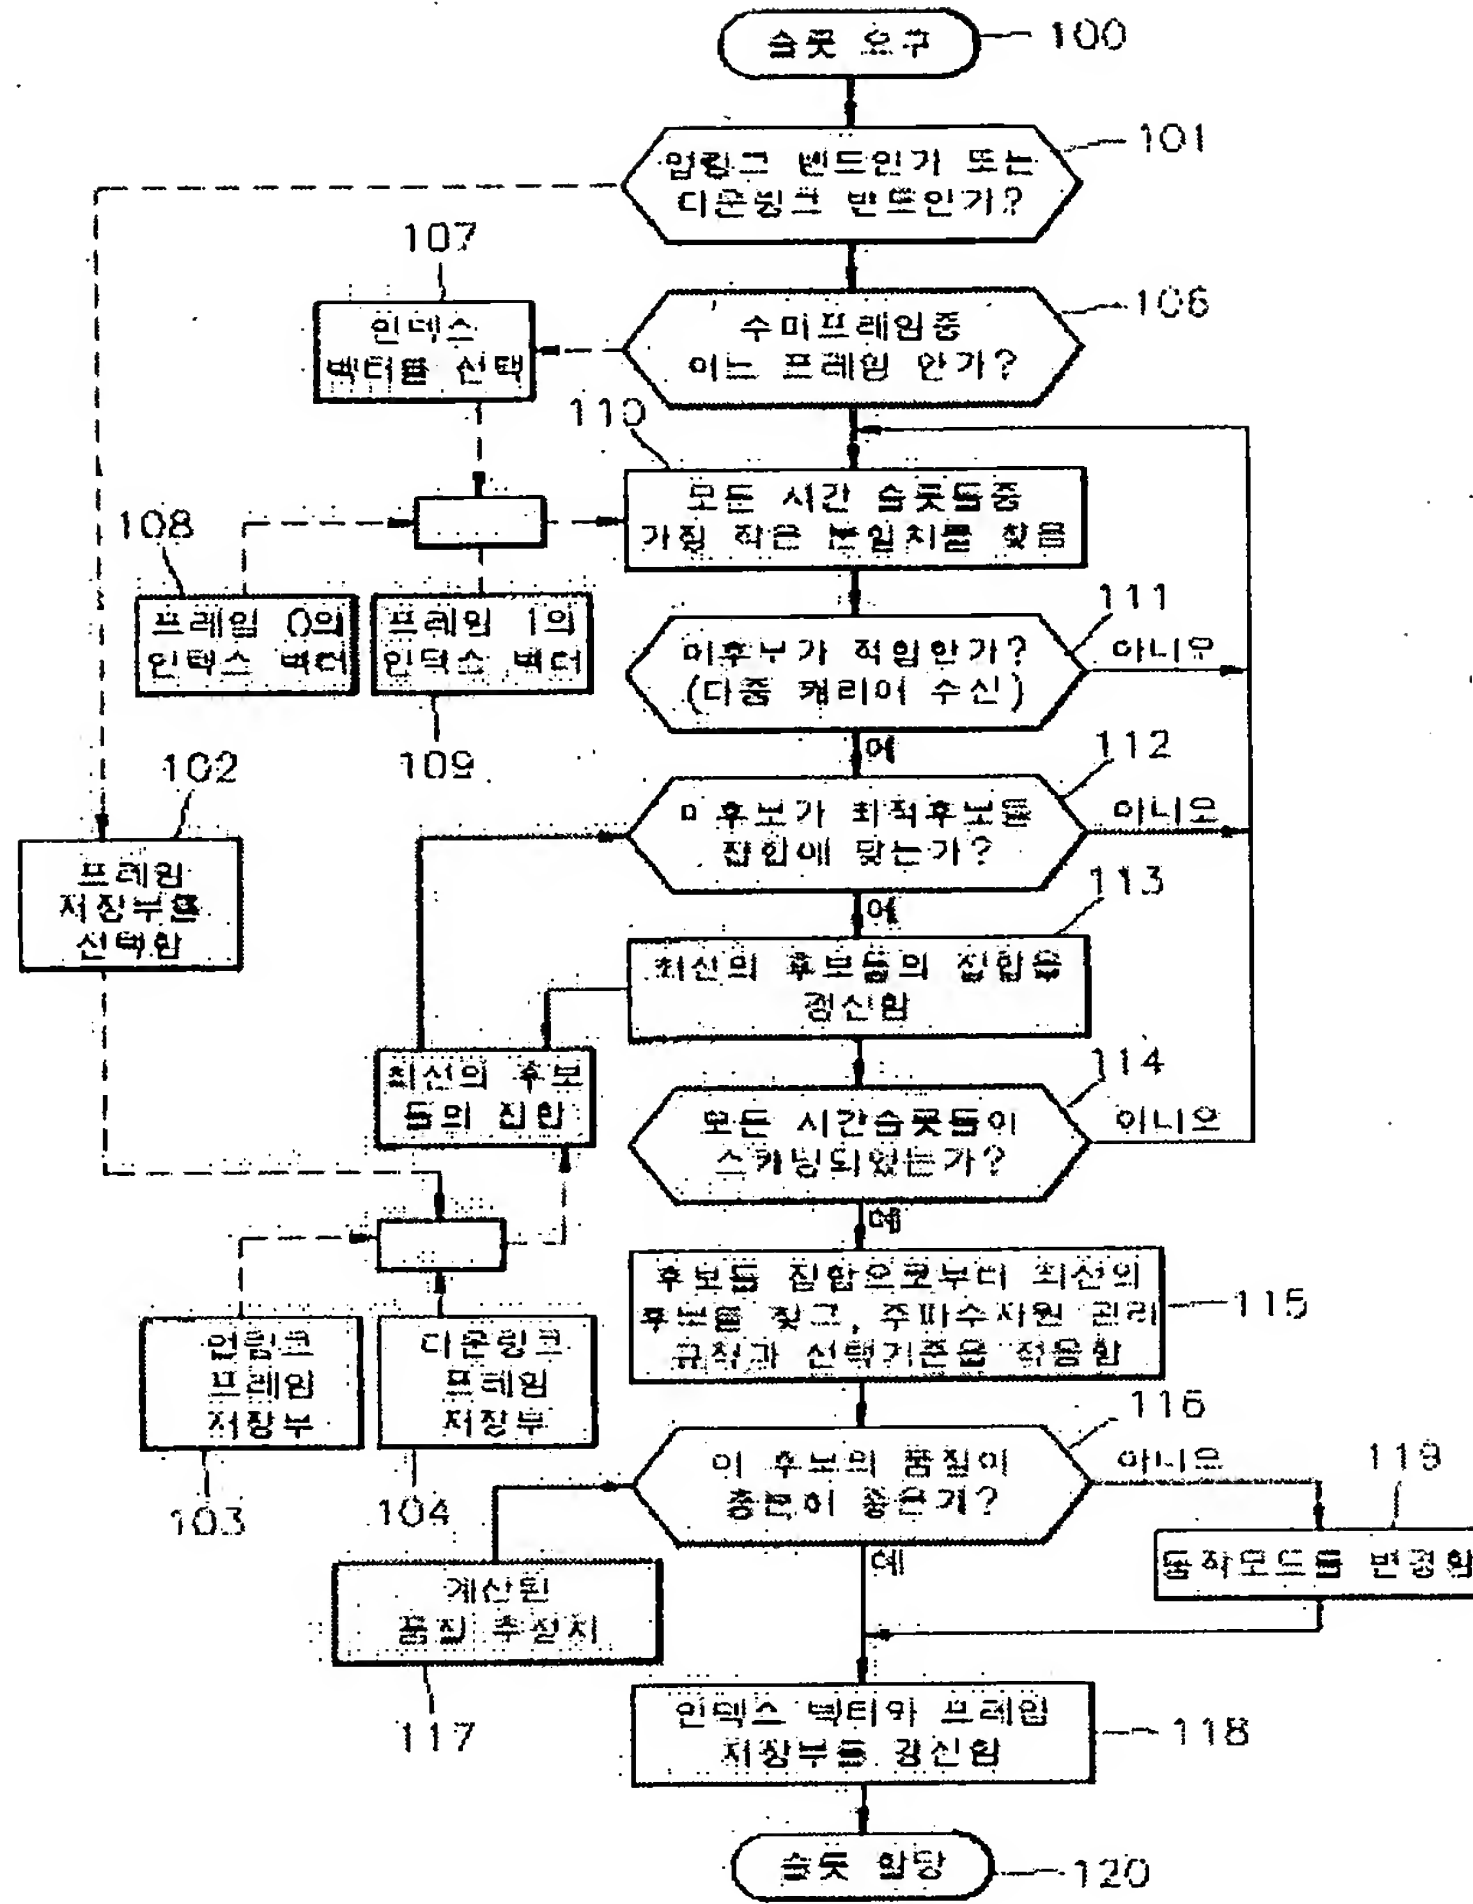 슬롯 요구
100
업링크 밴드인가 또는
다운링크 밴드인가?
101
107
인덱스
벡터를 선택
수퍼프레임중
어느 프레임 인가?
106
110
모든 시간 슬롯들중
가장 작은 불일치를 찾음
108
프레임 0의
인덱스 벡터
프레임 1의
인덱스 벡터
109
111
이후보가 적합한가?
(다중 캐리어 수신)
아니오
예
102
프레임
저장부를
선택함
112
이 후보가 최적후보들
집합에 맞는가?
아니오
예
113
최선의 후보들의 집합을
갱신함
최선의 후보
들의 집합
114
모든 시간슬롯들이
스캐닝되었는가?
아니오
예
업링크
프레임
저장부
103
다운링크
프레임
저장부
104
후보들 집합으로부터 최선의
후보를 찾고, 주파수자원 관리
규칙과 선택기준을 적용함
115
116
이 후보의 품질이
충분히 좋은가?
아니오
예
119
동작모드를 변경함
계산된
품질 추정치
117
인덱스 벡터와 프레임
저장부를 갱신함
118
슬롯 할당
120